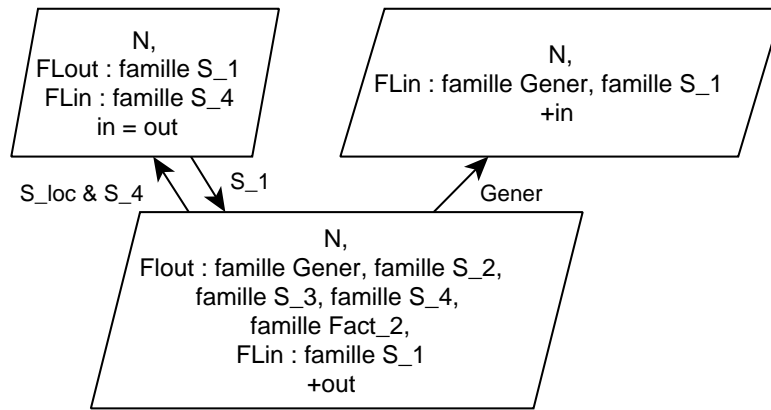 N,
FLout : famille S_1
FLin : famille S_4
in = out
N,
FLin : famille Gener, famille S_1
+in
S_loc & S_4
S_1
Gener
N,
Flout : famille Gener, famille S_2,
famille S_3, famille S_4,
famille Fact_2,
FLin : famille S_1
+out